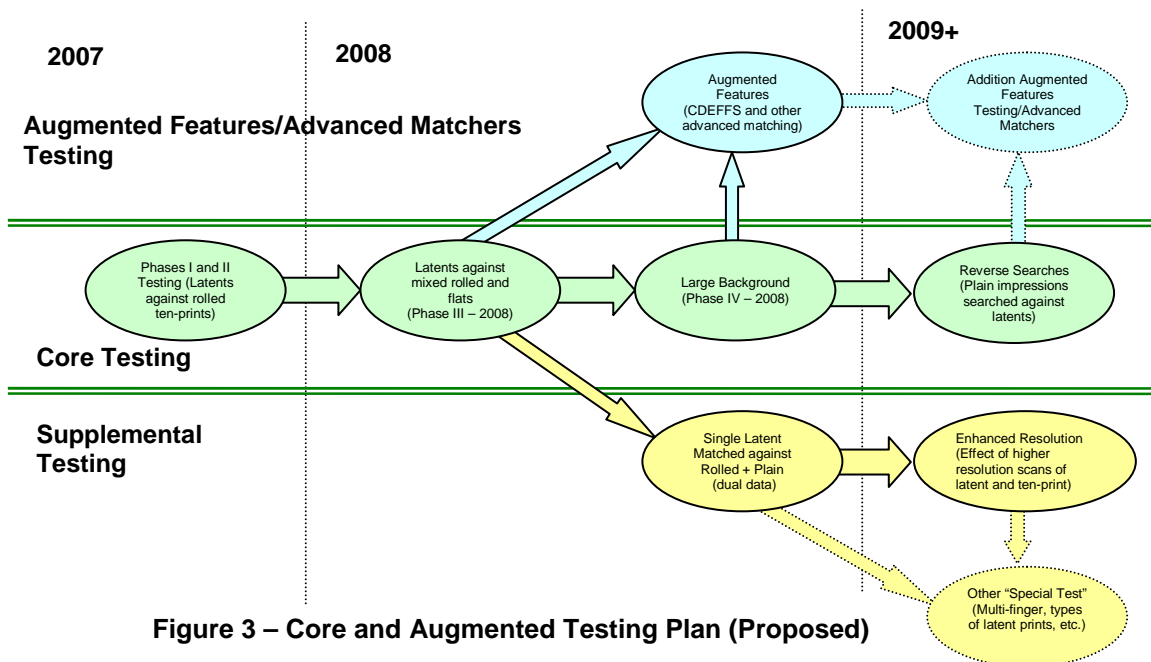 2007
2008
2009+
Augmented Features/Advanced Matchers
Testing
Augmented
Features
(CDEFFS and other
advanced matching)
Addition Augmented
Features
Testing/Advanced
Matchers
Phases I and II
Testing (Latents
against rolled
ten-prints)
Latents against
mixed rolled and
flats
(Phase III – 2008)
Large Background
(Phase IV – 2008)
Reverse Searches
(Plain impressions
searched against
latents)
Core Testing
Supplemental
Testing
Single Latent
Matched against
Rolled + Plain
(dual data)
Enhanced Resolution
(Effect of higher
resolution scans of
latent and ten-print)
Other “Special Test”
(Multi-finger, types
of latent prints, etc.)
Figure 3 – Core and Augmented Testing Plan (Proposed)